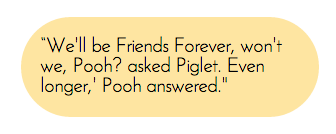 “We'll be Friends Forever, won't
we, Pooh? asked Piglet. Even
longer,' Pooh answered."